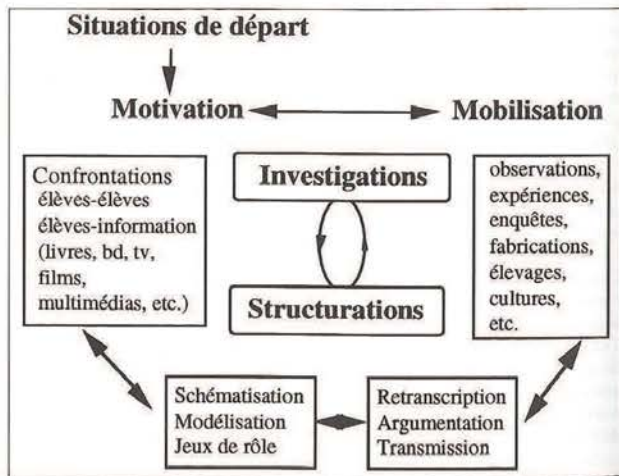 Situations de départ
Motivation
Mobilisation
Confrontations
élèves-élèves
élèves-information
(livres, bd, tv,
films,
multimédias, etc.)
Investigations
Structurations
observations,
expériences,
enquêtes,
fabrications,
élevages,
cultures,
etc.
Schématisation
Modélisation
Jeux de rôle
Retranscription
Argumentation
Transmission